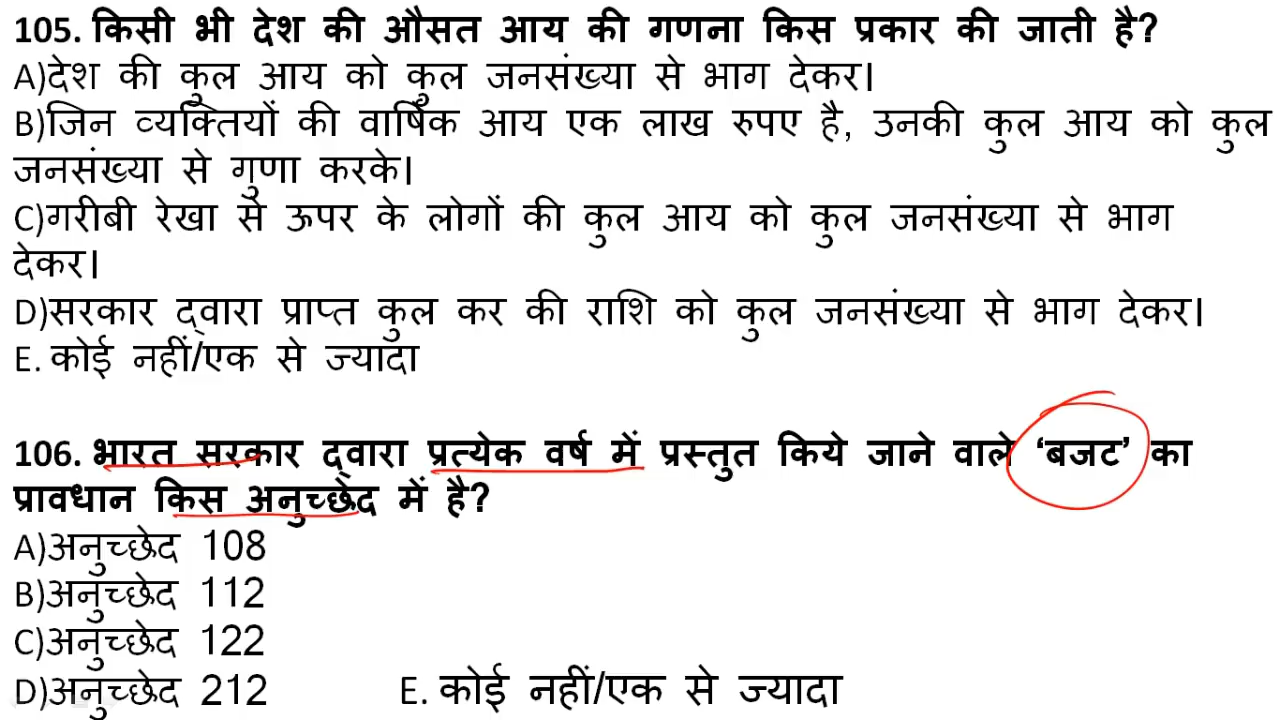 105. किसी भी देश की औसत आय की गणना किस प्रकार की जाती है?
A)देश की कुल आय को कुल जनसंख्या से भाग देकर।
B)जिन व्यक्तियों की वार्षिक आय एक लाख रुपए है, उनकी कुल आय को कुल
जनसंख्या से गुणा करके।
C)गरीबी रेखा से ऊपर के लोगों की कुल आय को कुल जनसंख्या से भाग
देकर।
D)सरकार द्वारा प्राप्त कुल कर की राशि को कुल जनसंख्या से भाग देकर।
E. कोई नहीं/एक से ज्यादा
106. भारत सरकार द्वारा प्रत्येक वर्ष में प्रस्तुत किये जाने वाले ‘बजट’ का
प्रावधान किस अनुच्छेद में है?
A)अनुच्छेद 108
B)अनुच्छेद 112
C)अनुच्छेद 122
D)अनुच्छेद 212 E. कोई नहीं/एक से ज्यादा